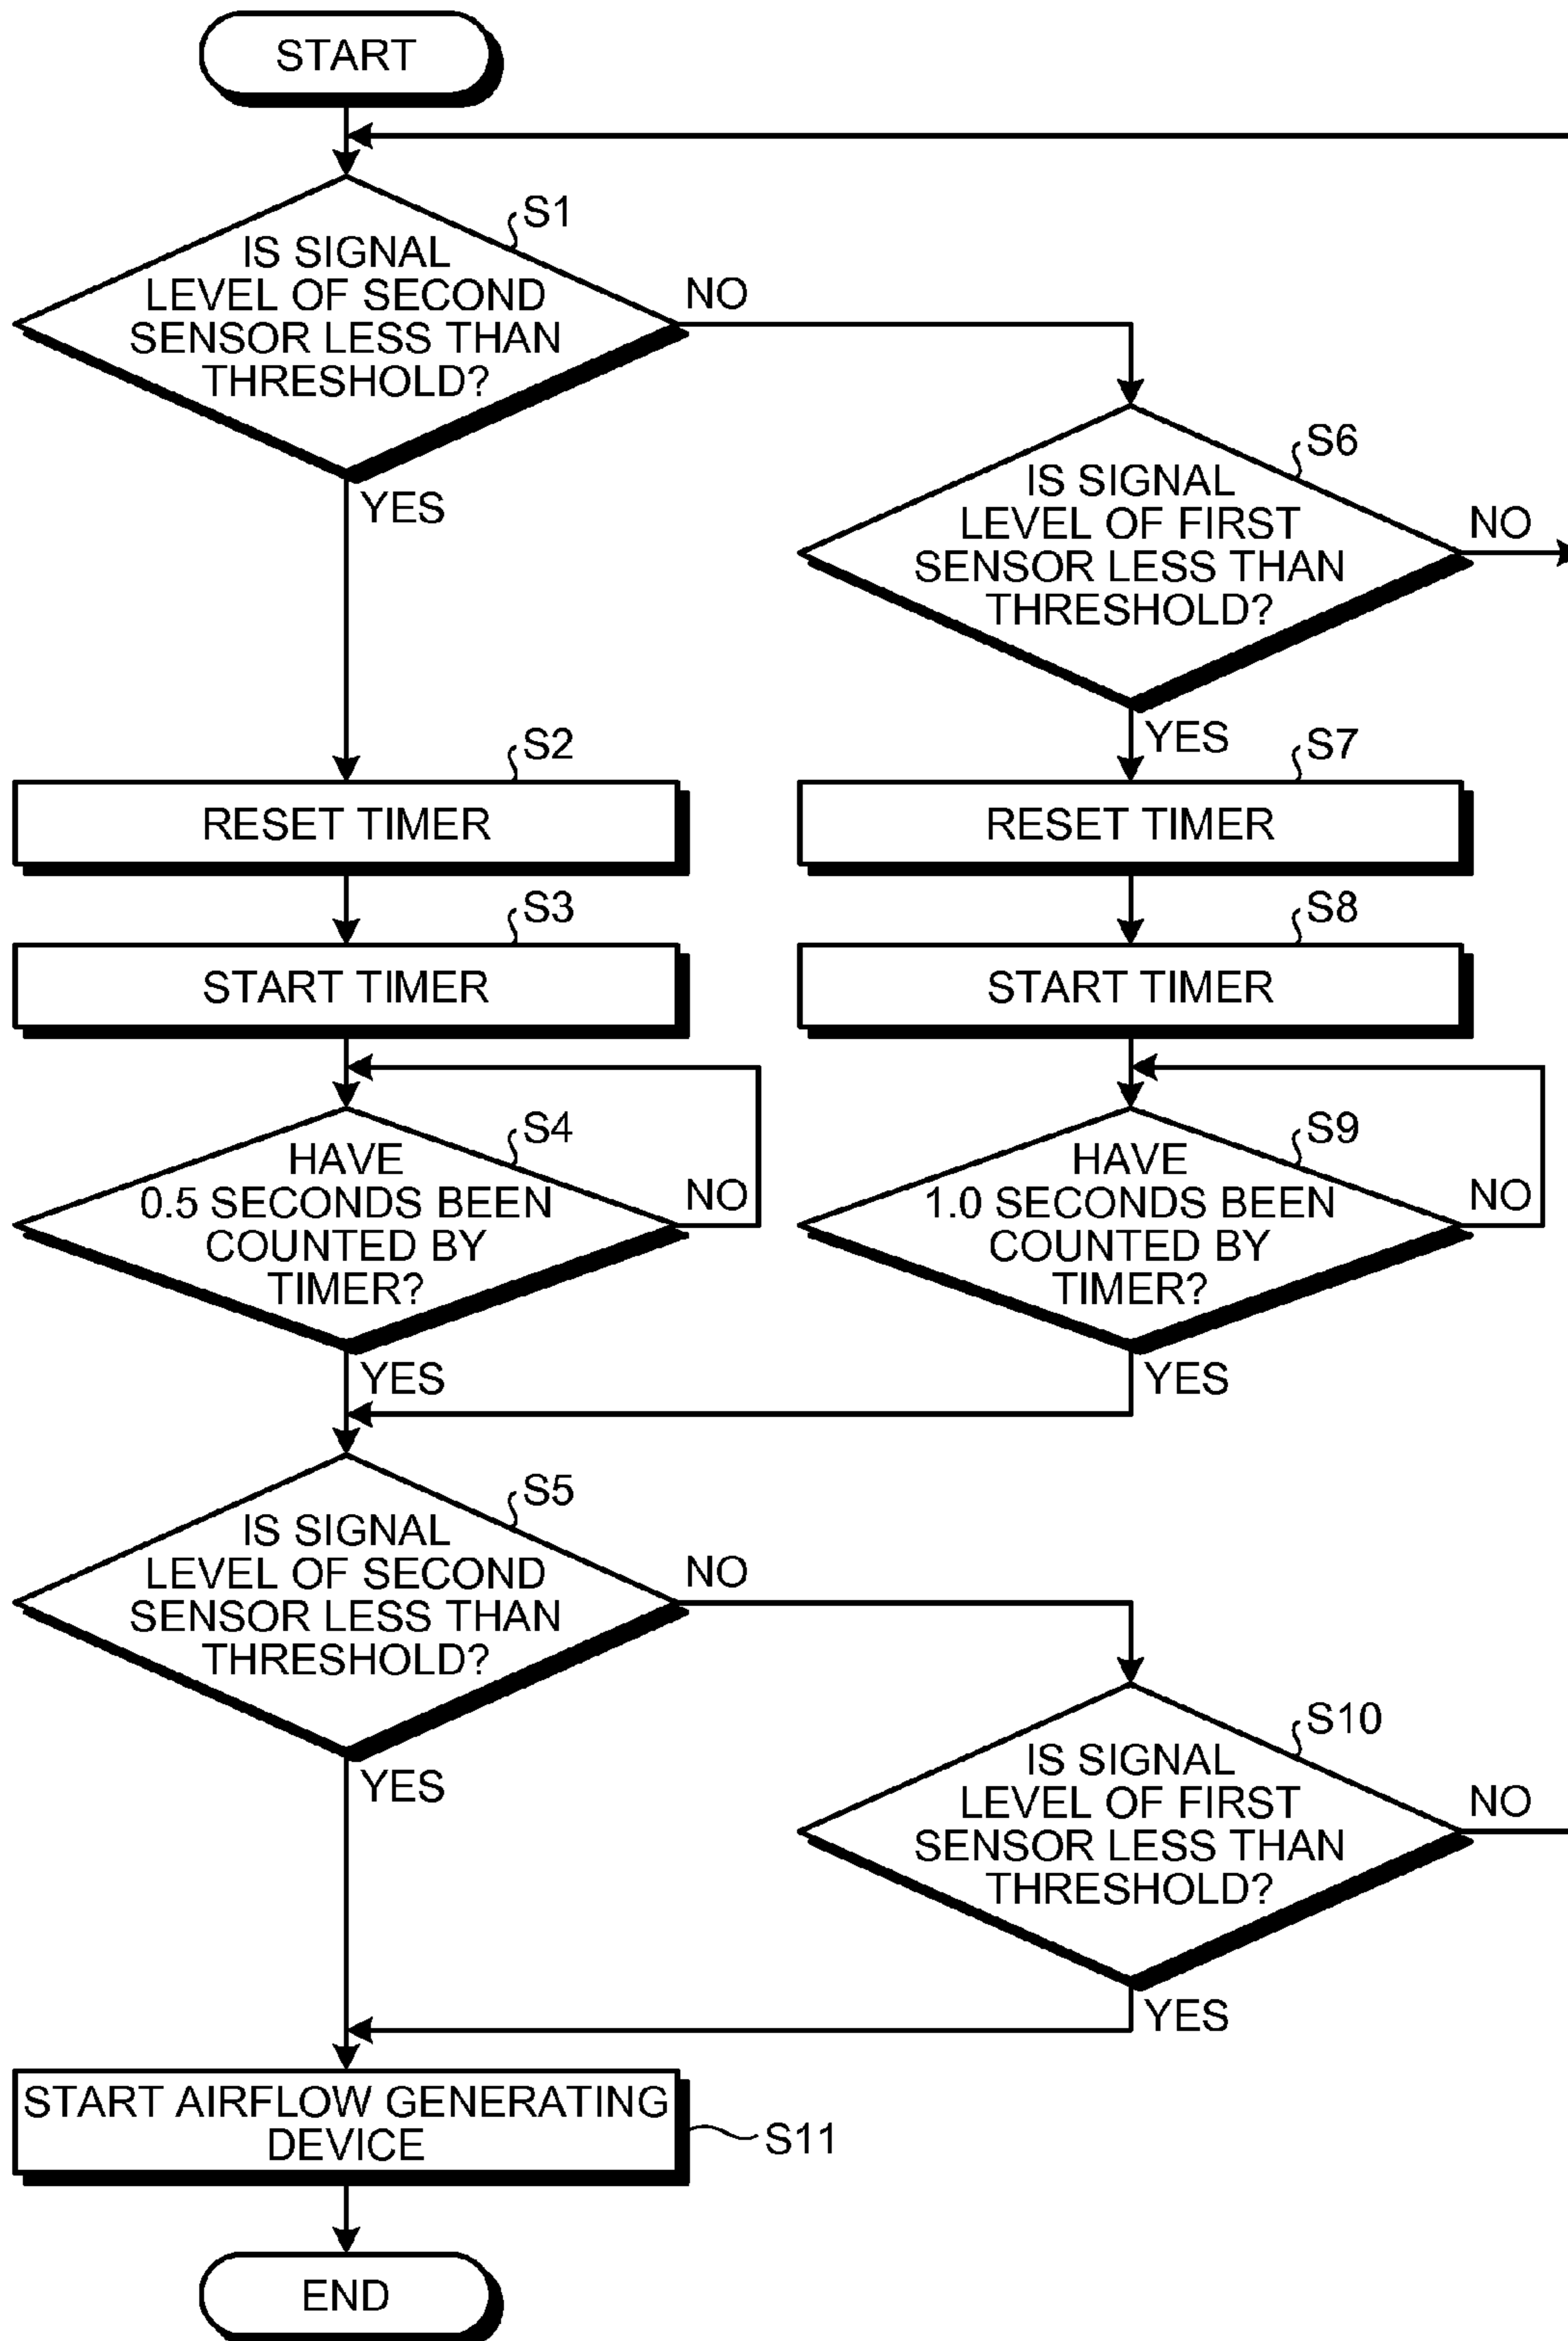 START
S1
IS SIGNAL
LEVEL OF SECOND
SENSOR LESS THAN
THRESHOLD?
NO
YES
S6
IS SIGNAL
LEVEL OF FIRST
SENSOR LESS THAN
THRESHOLD?
NO
YES
S2
RESET TIMER
S7
RESET TIMER
S3
START TIMER
S8
START TIMER
S4
HAVE
0.5 SECONDS BEEN
COUNTED BY
TIMER?
NO
YES
S9
HAVE
1.0 SECONDS BEEN
COUNTED BY
TIMER?
NO
YES
S5
IS SIGNAL
LEVEL OF SECOND
SENSOR LESS THAN
THRESHOLD?
NO
YES
S10
IS SIGNAL
LEVEL OF FIRST
SENSOR LESS THAN
THRESHOLD?
NO
YES
START AIRFLOW GENERATING
DEVICE
S11
END